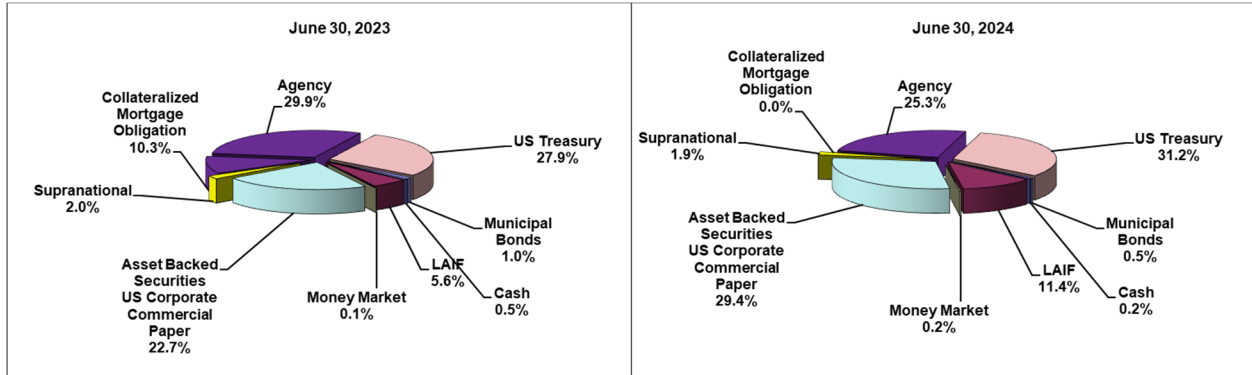 June 30, 2023
Agency
29.9%
Collateralized
Mortgage
Obligation
10.3%
US Treasury
27.9%
Supranational
2.0%
Municipal
Bonds
1.0%
Asset Backed
Securities
US Corporate
Commercial
Paper
22.7%
LAIF
5.6%
Money Market
0.1%
Cash
0.5%
June 30, 2024
Collateralized
Mortgage
Obligation
0.0%
Agency
25.3%
Supranational
1.9%
US Treasury
31.2%
Asset Backed
Securities
US Corporate
Commercial
Paper
29.4%
Municipal
Bonds
0.5%
LAIF
11.4%
Cash
0.2%
Money Market
0.2%